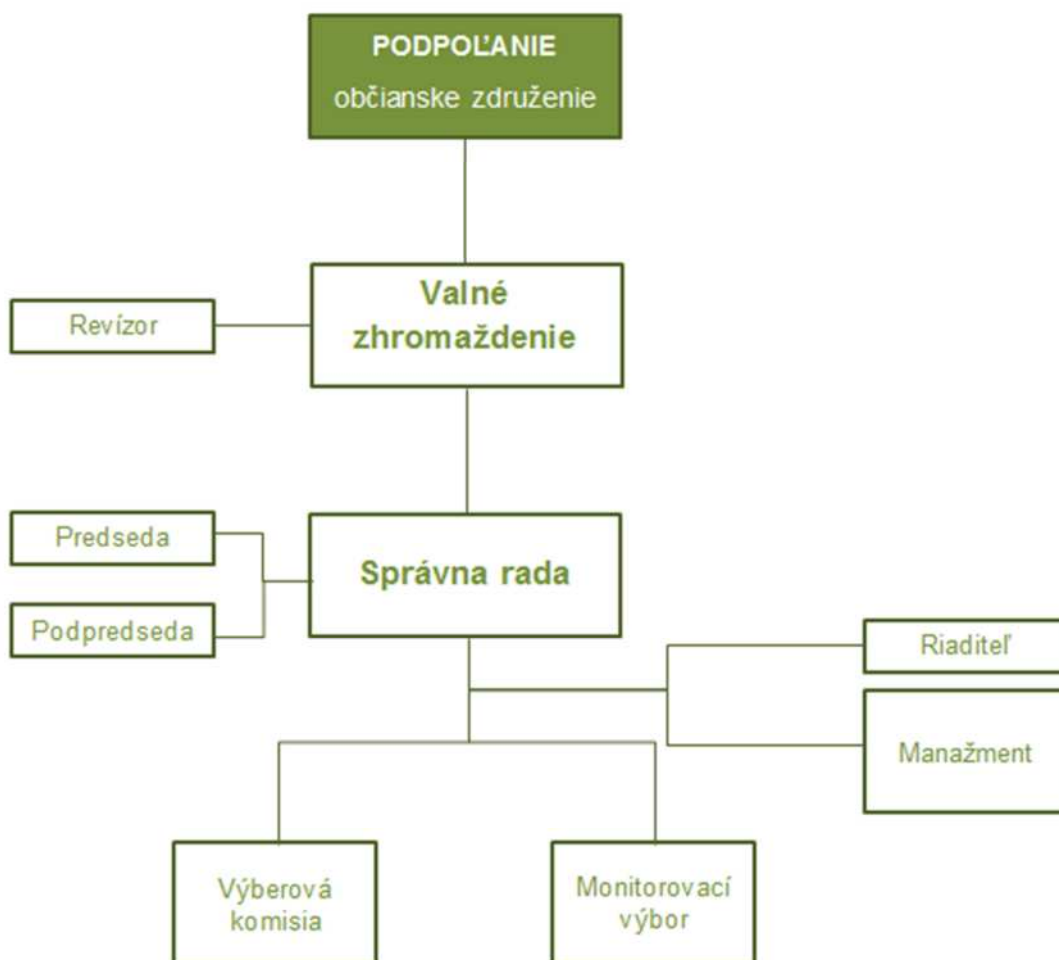 PODPOĽANIE
občianske združenie
Valné
zhromaždenie
Revízor
Predseda
Správna rada
Podpredseda
Riaditeľ
Manažment
Výberová
komisia
Monitorovací
výbor